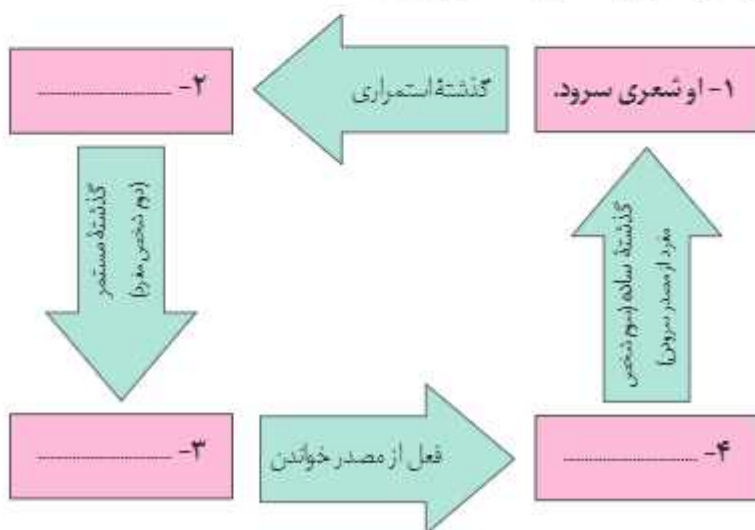 ۱- او شعری سرود.
گذشتهٔ استمراری
۲- ........................
گذشتهٔ مستمر
(دوم شخص مفرد)
۳- ........................
فعل از مصدر خواندن
۴- ........................
گذشتهٔ ساده (سوم شخص
مفرد از مصدر سرودن)